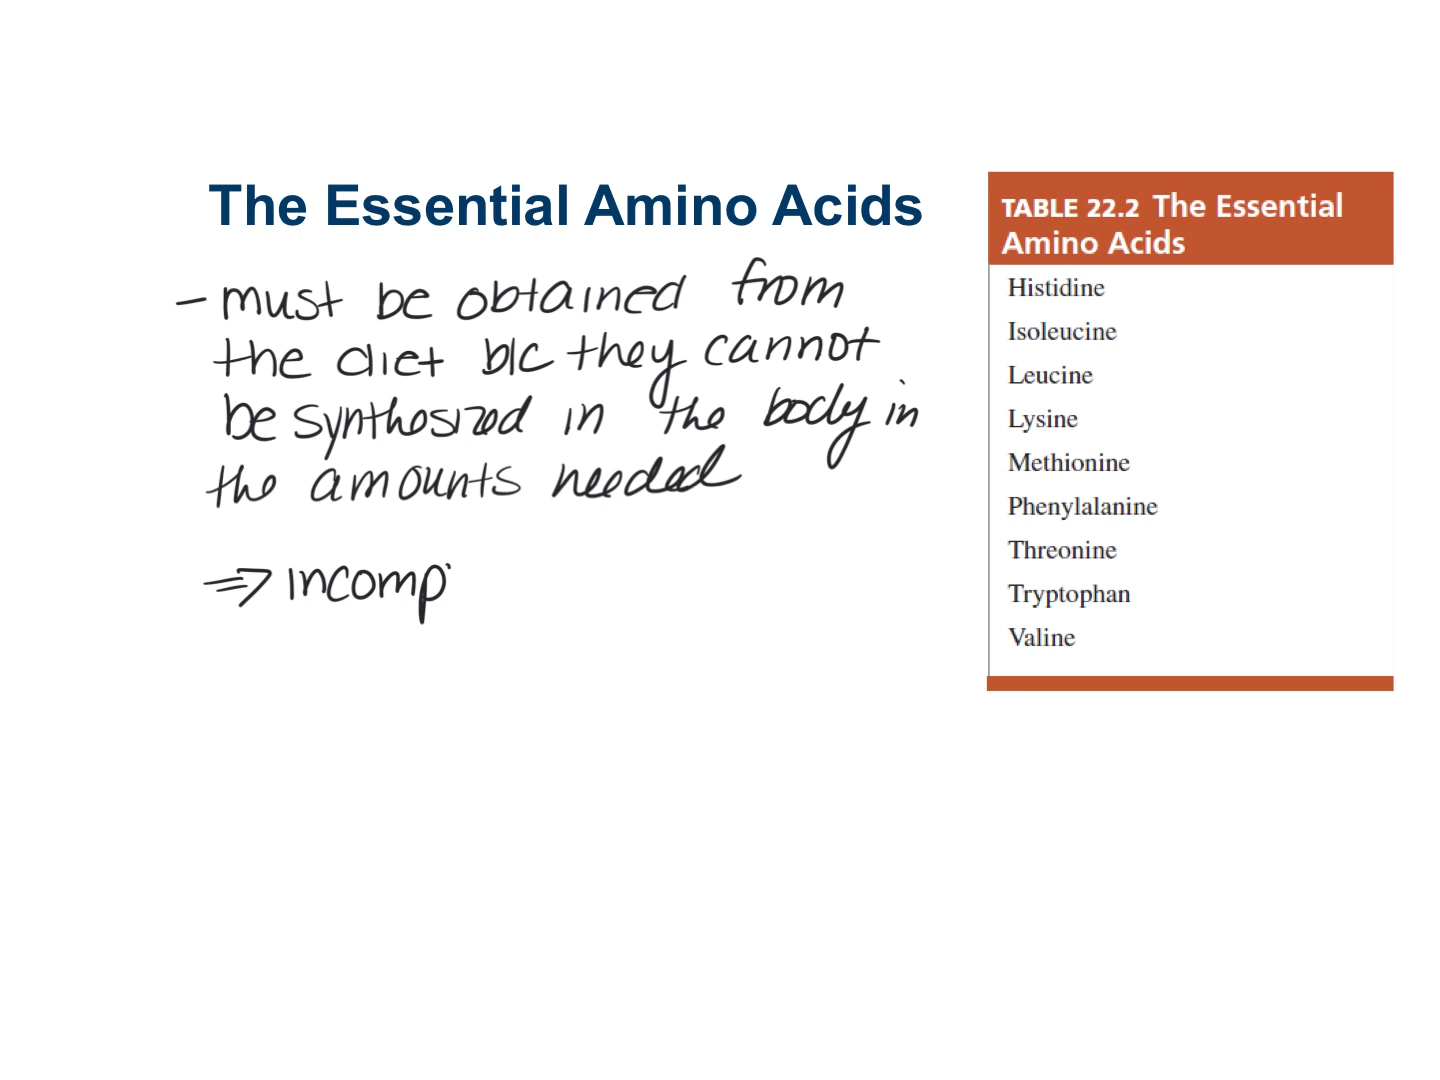 The Essential Amino Acids
- must be obtained from
the diet b/c they cannot
be synthesized in the body in
the amounts needed
⇒ incomp
TABLE 22.2 The Essential
Amino Acids
Histidine
Isoleucine
Leucine
Lysine
Methionine
Phenylalanine
Threonine
Tryptophan
Valine